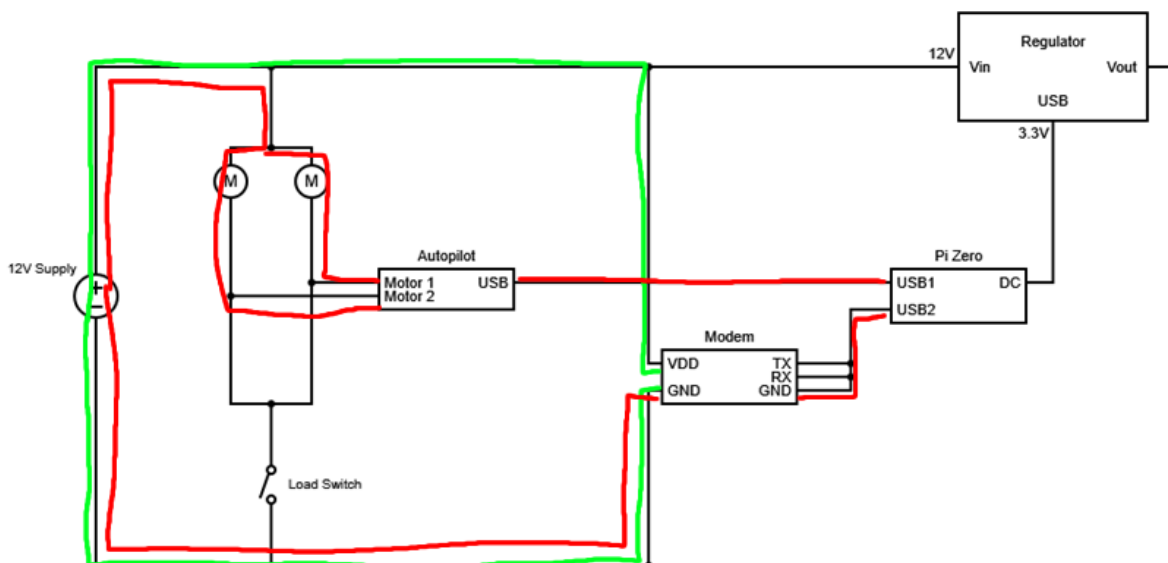 12V
Regulator
Vin
Vout
USB
3.3V
M
M
12V Supply
+
−
Autopilot
Motor 1
USB
Motor 2
Pi Zero
USB1
DC
USB2
Modem
VDD
TX
RX
GND
GND
Load Switch